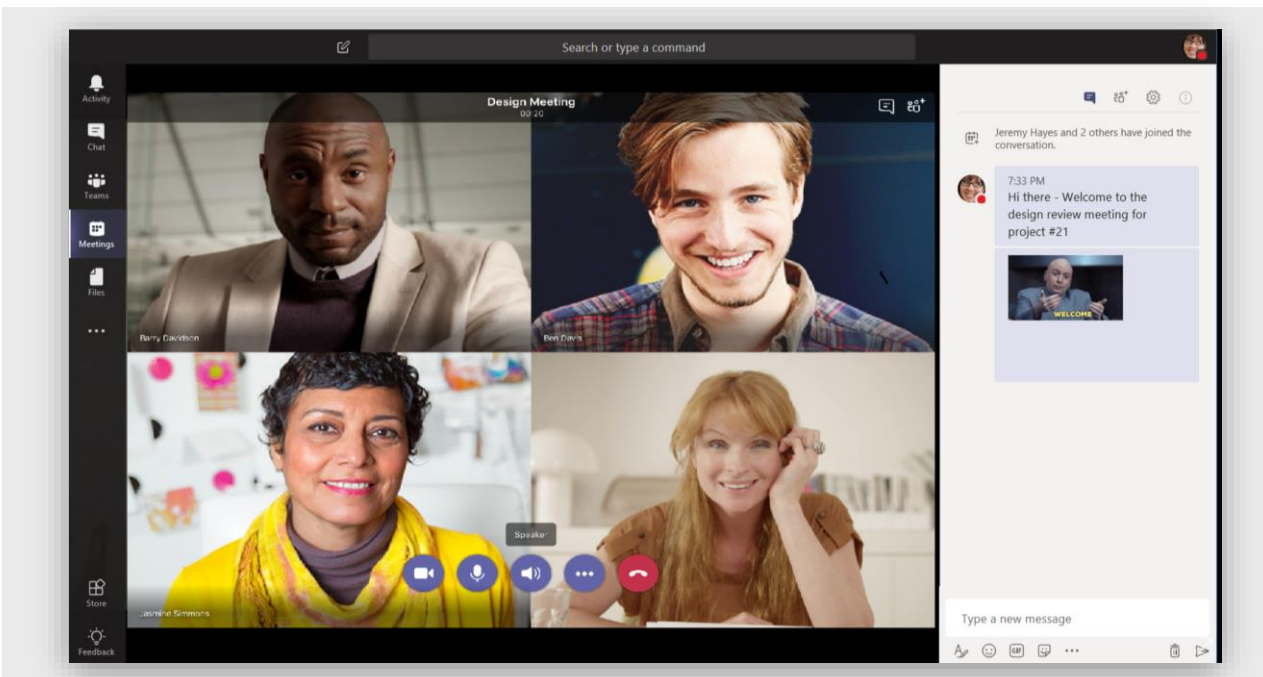 Search or type a command
Activity
Chat
Teams
Meetings
Files
Store
Feedback
Design Meeting
00:20
Barry Davidson
Ben Davis
Jasmine Simmons
Speaker
Jeremy Hayes and 2 others have joined the
conversation.
7:33 PM
Hi there - Welcome to the
design review meeting for
project #21
WELCOME
Type a new message
GIF